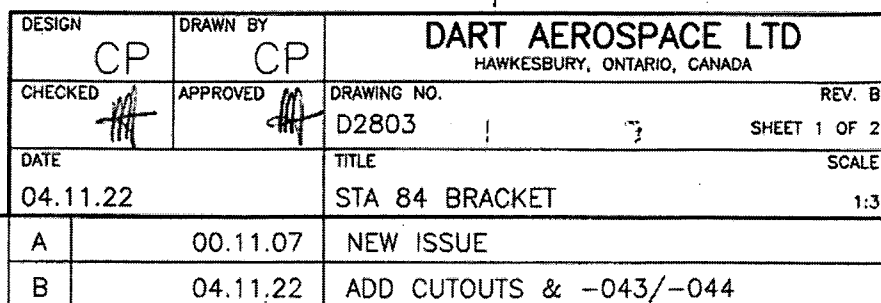 DESIGN
CP
DRAWN BY
CP
DART AEROSPACE LTD
HAWKESBURY, ONTARIO, CANADA
CHECKED
APPROVED
DRAWING NO.
D2803
REV. B
SHEET 1 OF 2
DATE
04.11.22
TITLE
STA 84 BRACKET
SCALE
1:3
A 00.11.07 NEW ISSUE
B 04.11.22 ADD CUTOUTS & -043/-044